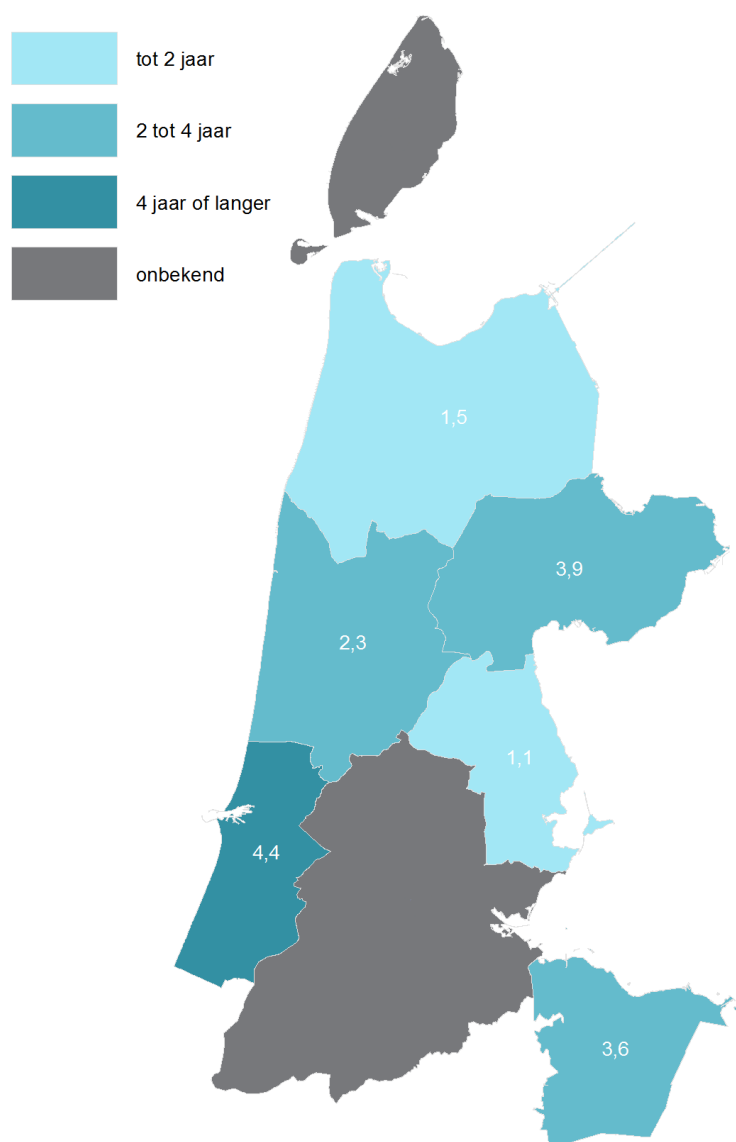 tot 2 jaar
2 tot 4 jaar
4 jaar of langer
onbekend
1,5
3,9
2,3
1,1
4,4
3,6